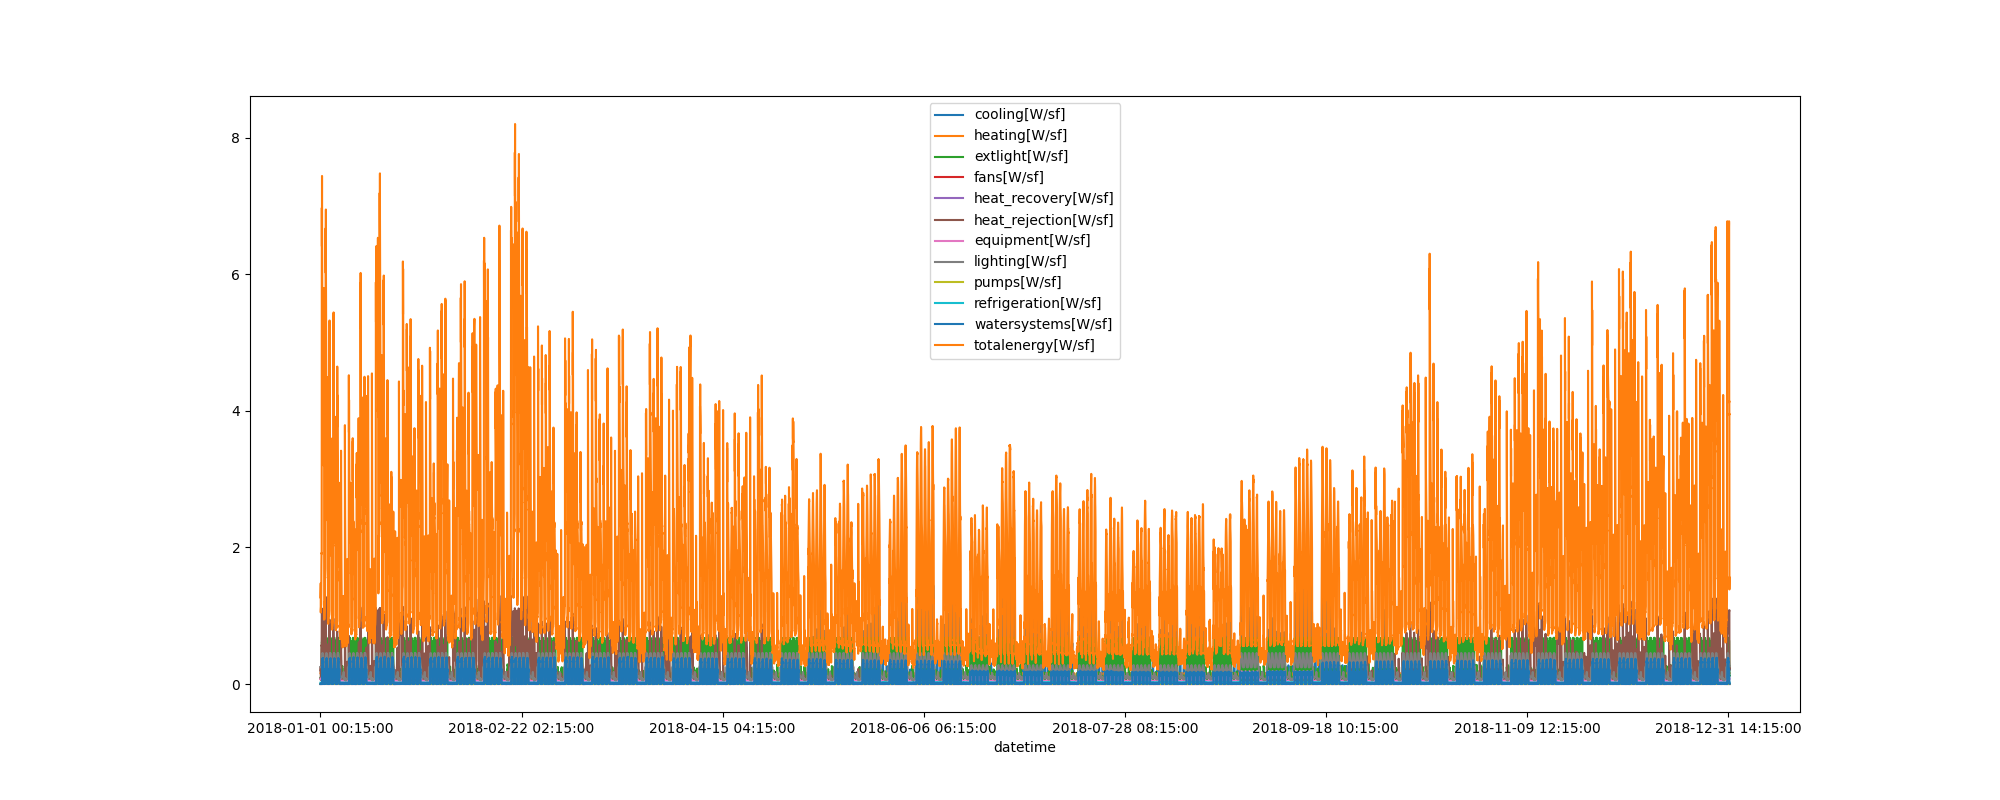 cooling[W/sf]
heating[W/sf]
extlight[W/sf]
fans[W/sf]
heat_recovery[W/sf]
heat_rejection[W/sf]
equipment[W/sf]
lighting[W/sf]
pumps[W/sf]
refrigeration[W/sf]
watersystems[W/sf]
totalenergy[W/sf]
8
6
4
2
0
2018-01-01 00:15:00 2018-02-22 02:15:00 2018-04-15 04:15:00 2018-06-06 06:15:00 2018-07-28 08:15:00 2018-09-18 10:15:00 2018-11-09 12:15:00 2018-12-31 14:15:00
datetime